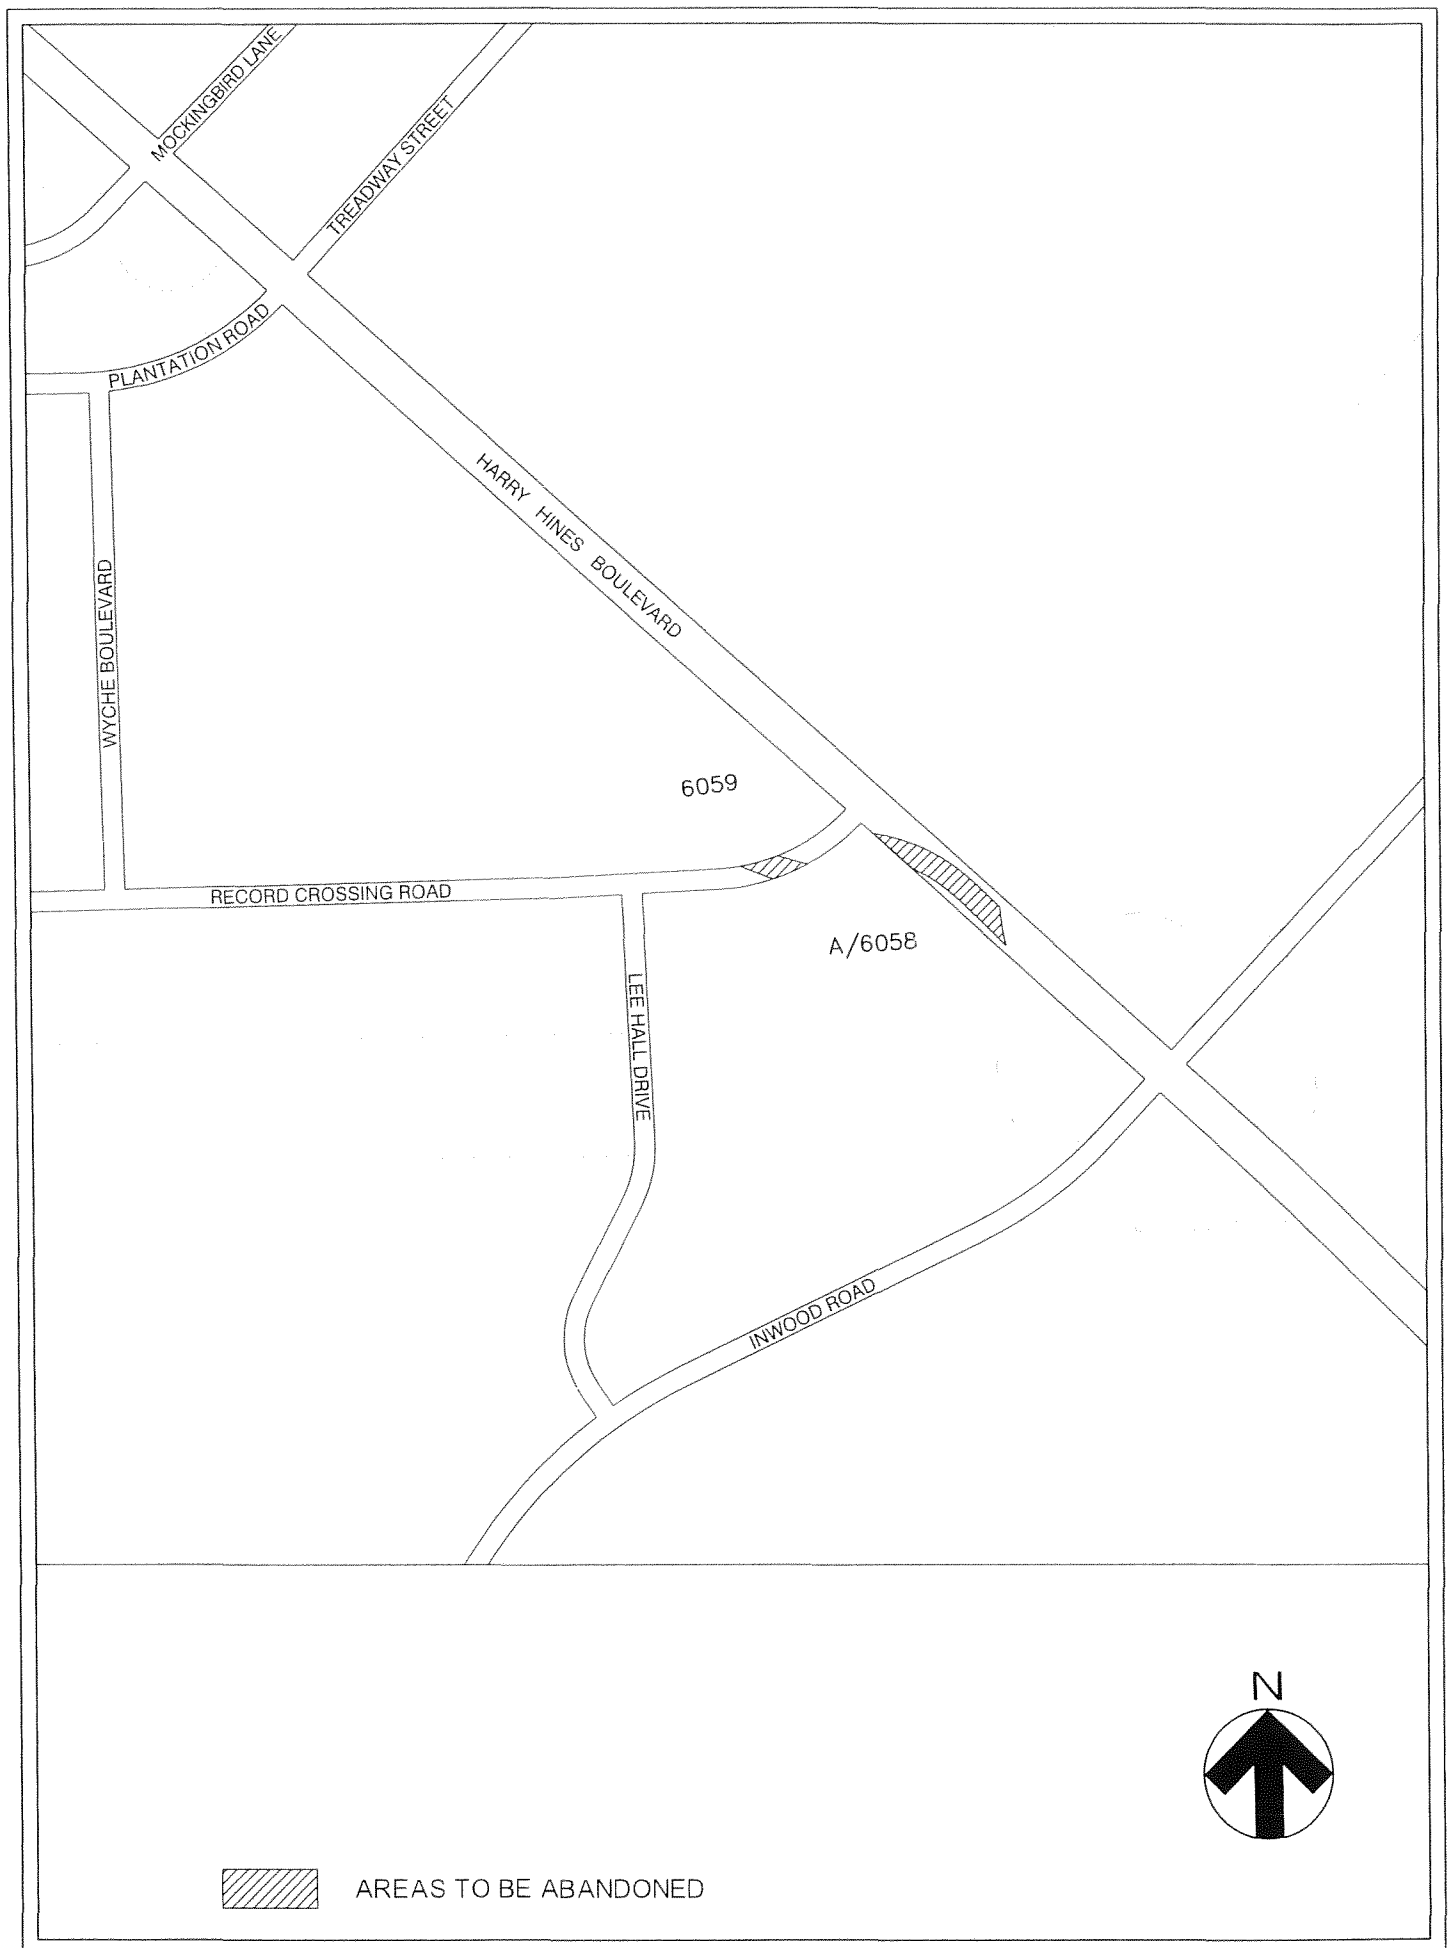 MOCKINGBIRD LANE
TREADWAY STREET
PLANTATION ROAD
HARRY HINES BOULEVARD
WYCHE BOULEVARD
6059
RECORD CROSSING ROAD
A/6058
LEE HALL DRIVE
INWOOD ROAD
N
AREAS TO BE ABANDONED